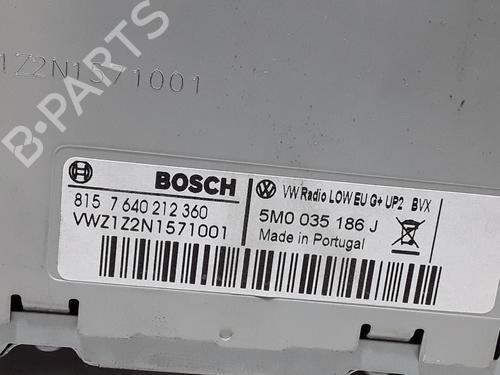 1Z2N1571001
B-PARTS
BOSCH
815 7 640 212 360
VWZ1Z2N1571001
VW Radio LOW EU G+ UP2 BVX
5M0 035 186 J
Made in Portugal